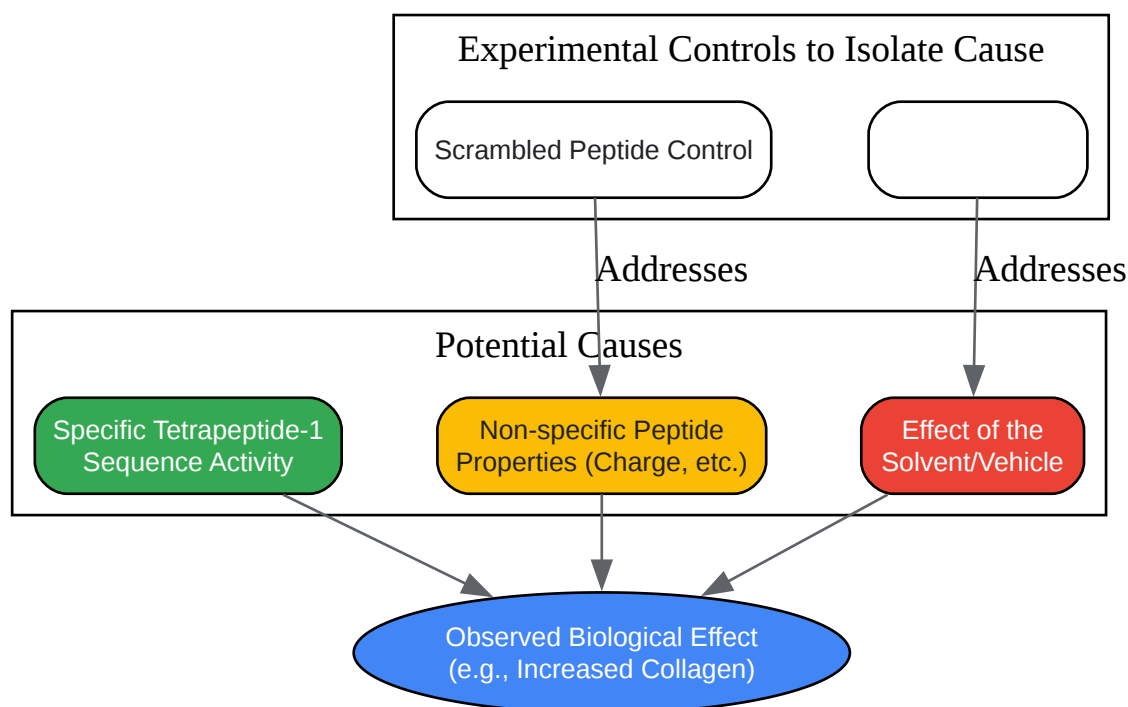 Experimental Controls to Isolate Cause
Scrambled Peptide Control
Addresses
Addresses
Potential Causes
Specific Tetrapeptide-1
Sequence Activity
Non-specific Peptide
Properties (Charge, etc.)
Effect of the
Solvent/Vehicle
Observed Biological Effect
(e.g., Increased Collagen)